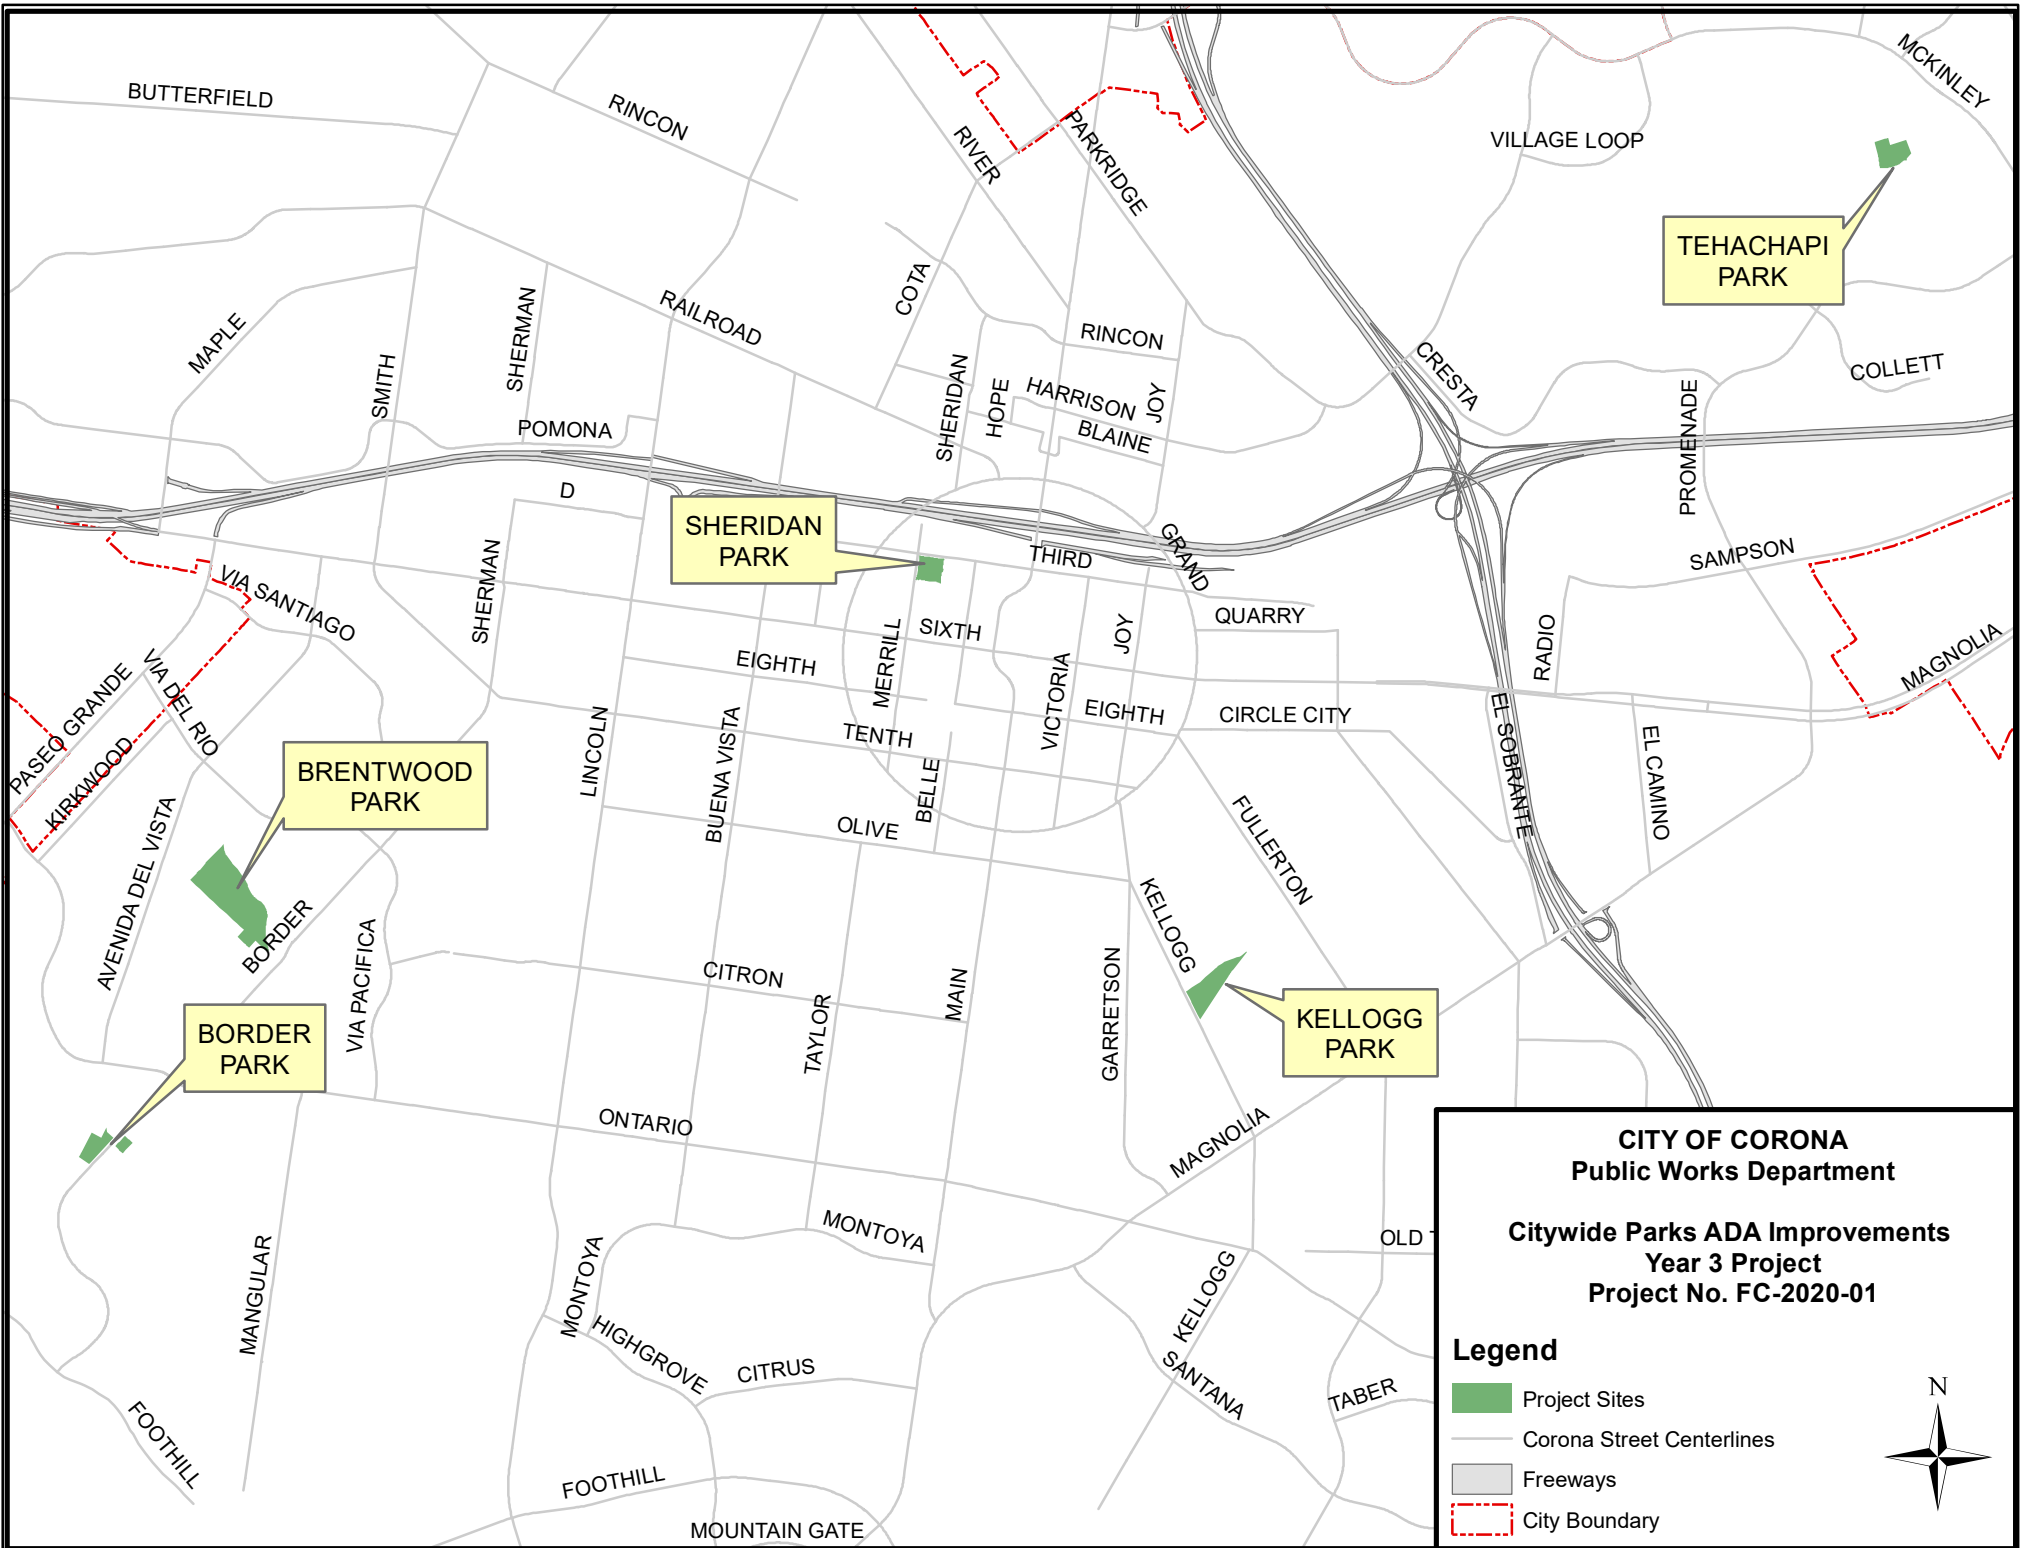 BUTTERFIELD
RINCON
RIVER
PARKRIDGE
VILLAGE LOOP
MCKINLEY
TEHACHAPI
PARK
MAPLE
SMITH
SHERMAN
RAILROAD
COTA
RINCON
SHERIDAN
HOPE
HARRISON
JOY
BLAINE
CRESTA
COLLETT
PROMENADE
POMONA
D
SHERIDAN
PARK
THIRD
GRAND
SAMPSON
QUARRY
VIA SANTIAGO
SHERMAN
SIXTH
MERRILL
JOY
EIGHTH
VICTORIA
RADIO
MAGNOLIA
PASEO GRANDE
VIA DEL RIO
KIRKWOOD
LINCOLN
BUENA VISTA
TENTH
EIGHTH
CIRCLE CITY
EL SOBRANTE
EL CAMINO
BRENTWOOD
PARK
AVENIDA DEL VISTA
BELLE
OLIVE
FULLERTON
BORDER
VIA PACIFICA
CITRON
TAYLOR
MAIN
GARRETSON
KELLOGG
KELLOGG
PARK
BORDER
PARK
ONTARIO
MAGNOLIA
MONTOYA
MONTOYA
OLD
MANGULAR
HIGHGROVE
CITRUS
KELLOGG
SANTANA
TABER
FOOTHILL
FOOTHILL
MOUNTAIN GATE
CITY OF CORONA
Public Works Department
Citywide Parks ADA Improvements
Year 3 Project
Project No. FC-2020-01
Legend
N
Project Sites
Corona Street Centerlines
Freeways
City Boundary